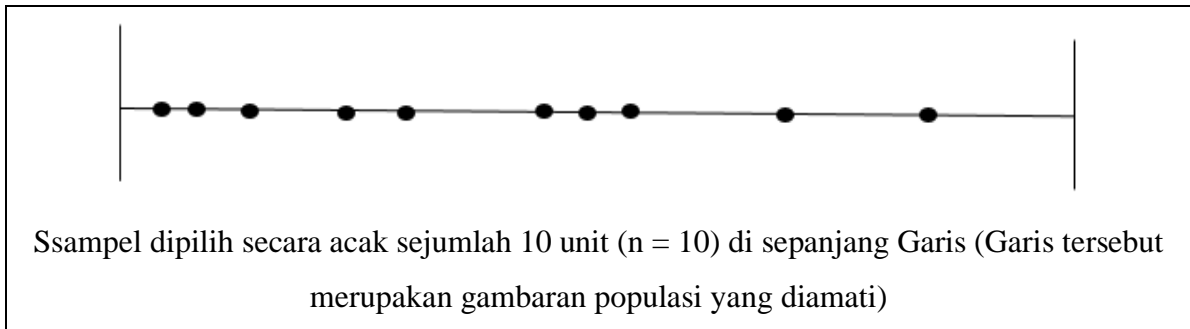 Ssampel dipilih secara acak sejumlah 10 unit (n = 10) di sepanjang Garis (Garis tersebut
merupakan gambaran populasi yang diamati)